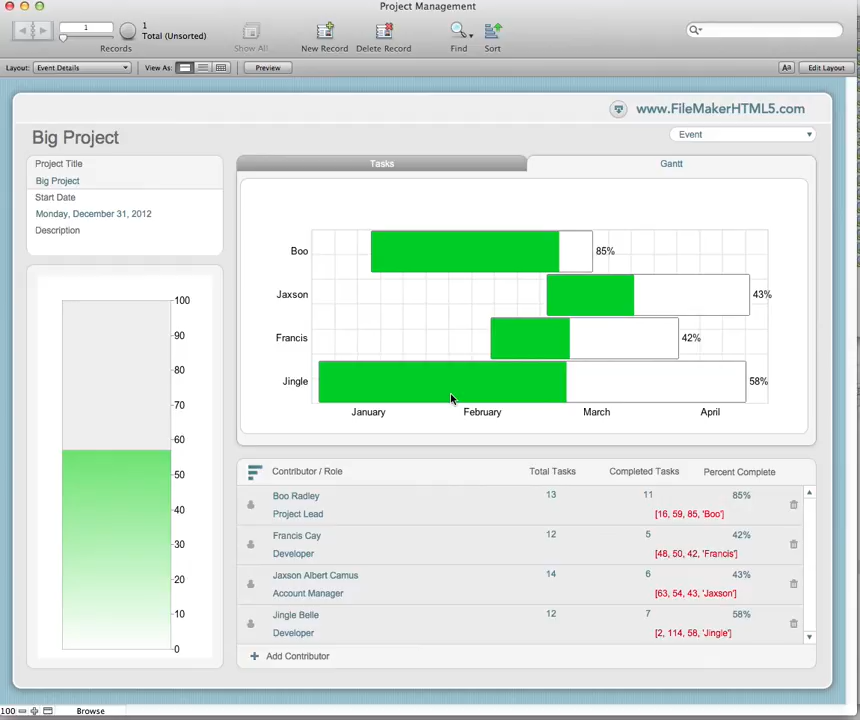 Project Management
1
1
Total (Unsorted)
Records
Show All
New Record
Delete Record
Find
Sort
Layout:
Event Details
View As:
Preview
Aa
Edit Layout
www.FileMakerHTML5.com
Big Project
Event
Project Title
Big Project
Start Date
Monday, December 31, 2012
Description
Tasks
Gantt
Boo
85%
Jaxson
43%
Francis
42%
Jingle
58%
January February March April
100
90
80
70
60
50
40
30
20
10
0
Contributor / Role Total Tasks Completed Tasks Percent Complete
Boo Radley 13 11 85%
Project Lead [16, 59, 85, 'Boo']
Francis Cay 12 5 42%
Developer [48, 50, 42, 'Francis']
Jaxson Albert Camus 14 6 43%
Account Manager [63, 54, 43, 'Jaxson']
Jingle Belle 12 7 58%
Developer [2, 114, 58, 'Jingle']
Add Contributor
100
Browse